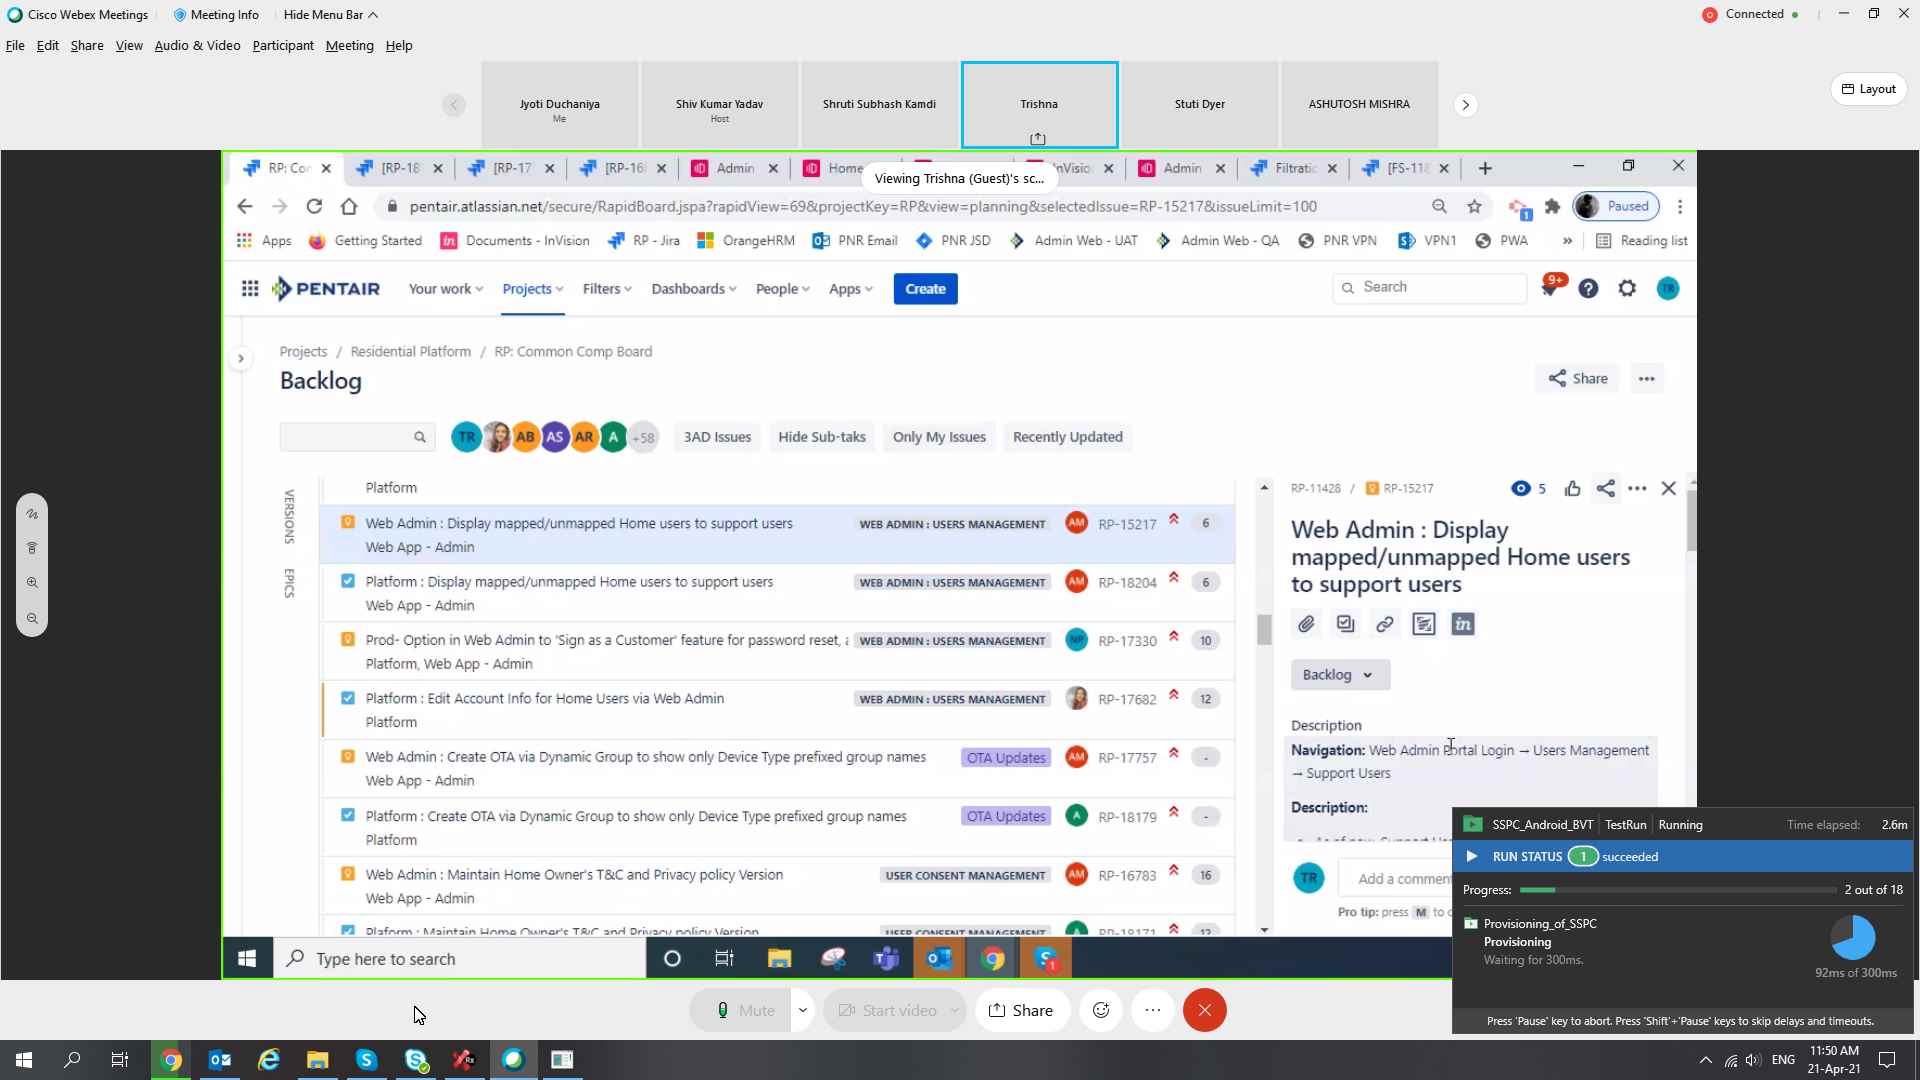 Cisco Webex Meetings
Meeting Info
Hide Menu Bar
Connected
File Edit Share View Audio & Video Participant Meeting Help
Jyoti Duchaniya
Me
Shiv Kumar Yadav
Host
Shruti Subhash Kamdi
Trishna
Stuti Dyer
ASHUTOSH MISHRA
Layout
RP: Cor
[RP-18
[RP-17
[RP-16
Admin
Home
InVisio
Admin
Filtratic
[FS-11
Viewing Trishna (Guest)'s sc...
pentair.atlassian.net/secure/RapidBoard.jspa?rapidView=69&projectKey=RP&view=planning&selectedIssue=RP-15217&issueLimit=100
1
Paused
Apps
Getting Started
Documents - InVision
RP - Jira
OrangeHRM
PNR Email
PNR JSD
Admin Web - UAT
Admin Web - QA
PNR VPN
VPN1
PWA
»
Reading list
PENTAIR
Your work
Projects
Filters
Dashboards
People
Apps
Create
Search
9+
TR
Projects / Residential Platform / RP: Common Comp Board
Backlog
Share
TR AB AS AR A +58
3AD Issues
Hide Sub-taks
Only My Issues
Recently Updated
VERSIONS
EPICS
Platform
Web Admin : Display mapped/unmapped Home users to support users WEB ADMIN : USERS MANAGEMENT AM RP-15217 6
Web App - Admin
Platform : Display mapped/unmapped Home users to support users WEB ADMIN : USERS MANAGEMENT AM RP-18204 6
Web App - Admin
Prod- Option in Web Admin to 'Sign as a Customer' feature for password reset, WEB ADMIN : USERS MANAGEMENT NP RP-17330 10
Platform, Web App - Admin
Platform : Edit Account Info for Home Users via Web Admin WEB ADMIN : USERS MANAGEMENT RP-17682 12
Platform
Web Admin : Create OTA via Dynamic Group to show only Device Type prefixed group names OTA Updates AM RP-17757 -
Web App - Admin
Platform : Create OTA via Dynamic Group to show only Device Type prefixed group names OTA Updates A RP-18179 -
Platform
Web Admin : Maintain Home Owner's T&C and Privacy policy Version USER CONSENT MANAGEMENT AM RP-16783 16
Web App - Admin
Platform : Maintain Home Owner's T&C and Privacy policy Version USER CONSENT MANAGEMENT RP-18171 12
RP-11428 / RP-15217
5
Web Admin : Display
mapped/unmapped Home users
to support users
in
Backlog
Description
Navigation: Web Admin Portal Login → Users Management
→ Support Users
Description:
TR
Add a comment
Pro tip: press M to
SSPC_Android_BVT TestRun Running Time elapsed: 2.6m
RUN STATUS 1 succeeded
Progress: 2 out of 18
Provisioning_of_SSPC
Provisioning
Waiting for 300ms.
92ms of 300ms
Press 'Pause' key to abort. Press 'Shift'+'Pause' keys to skip delays and timeouts.
Type here to search
Mute
Start video
Share
ENG
11:50 AM
21-Apr-21